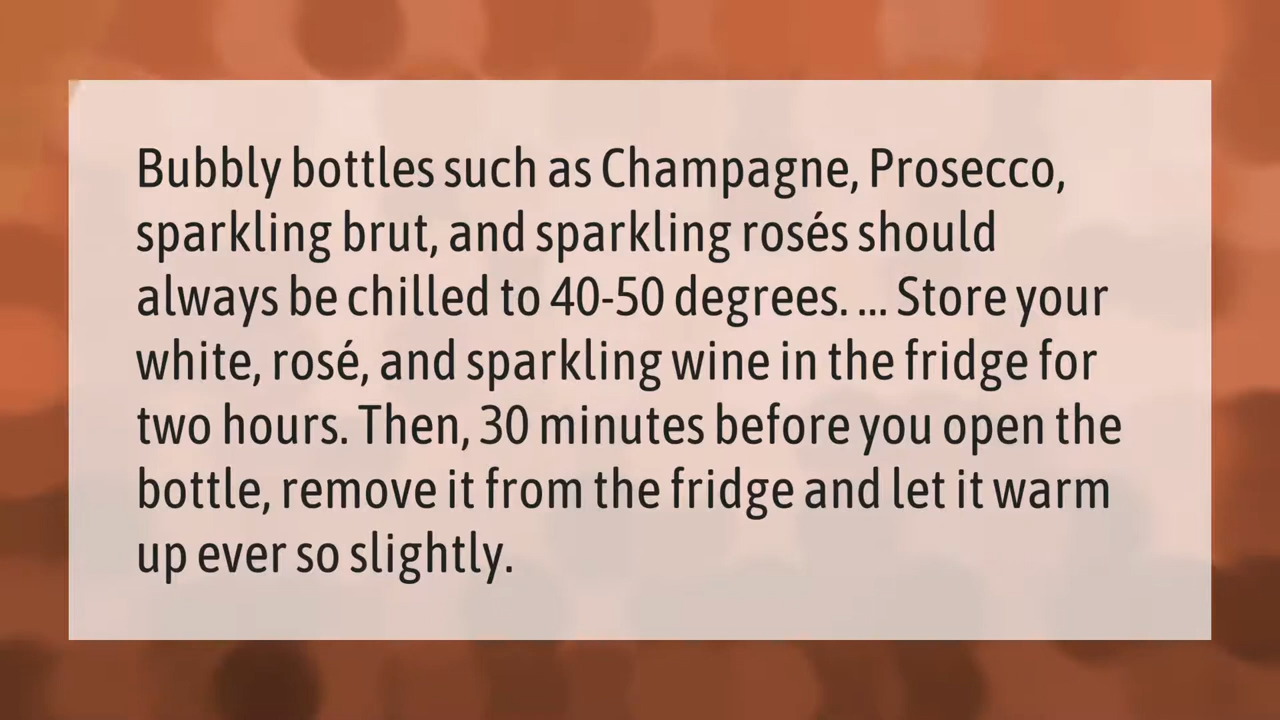 Bubbly bottles such as Champagne, Prosecco,
sparkling brut, and sparkling rosés should
always be chilled to 40-50 degrees. ... Store your
white, rosé, and sparkling wine in the fridge for
two hours. Then, 30 minutes before you open the
bottle, remove it from the fridge and let it warm
up ever so slightly.